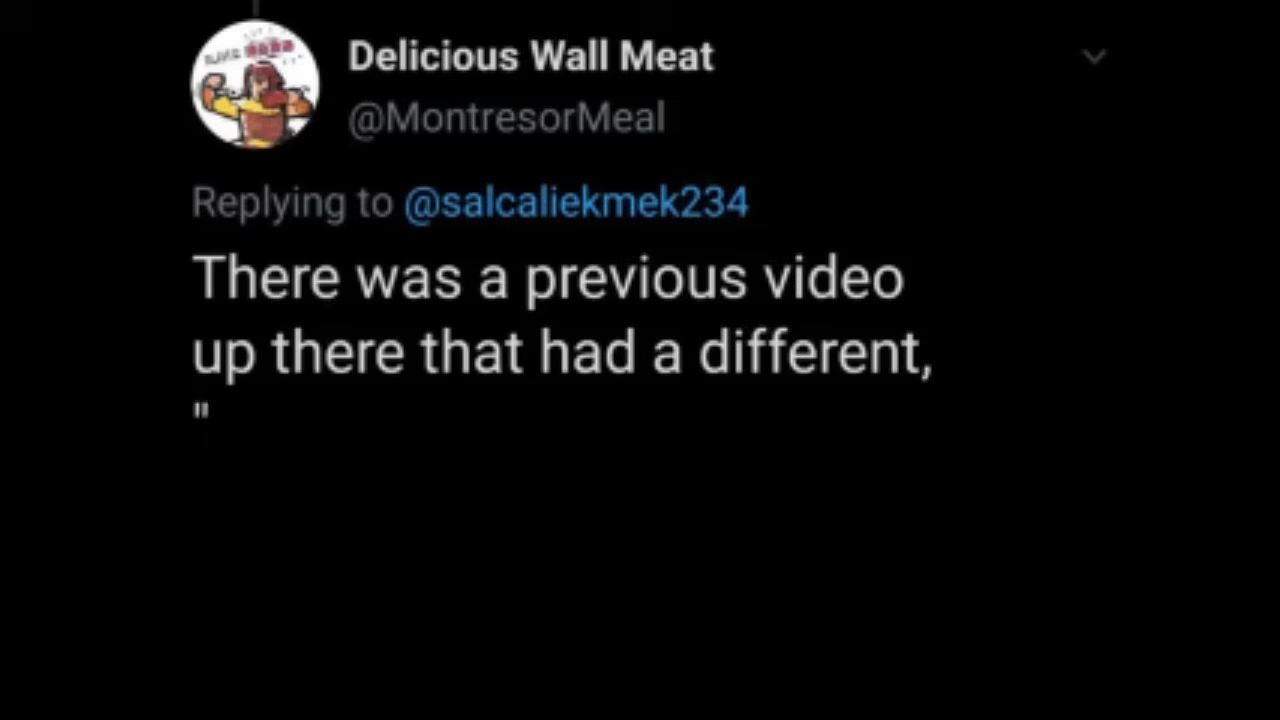 Delicious Wall Meat
@MontresorMeal
Replying to @salcaliekmek234
There was a previous video
up there that had a different,
"